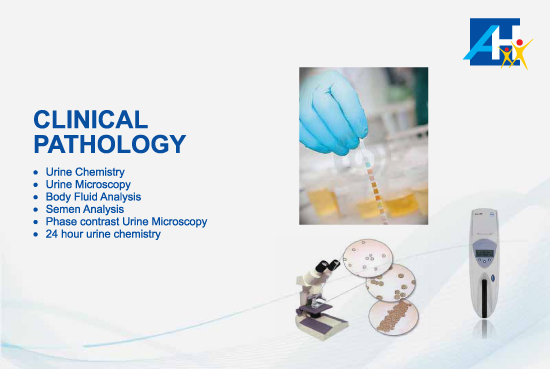 AH
CLINICAL
PATHOLOGY
• Urine Chemistry
• Urine Microscopy
• Body Fluid Analysis
• Semen Analysis
• Phase contrast Urine Microscopy
• 24 hour urine chemistry